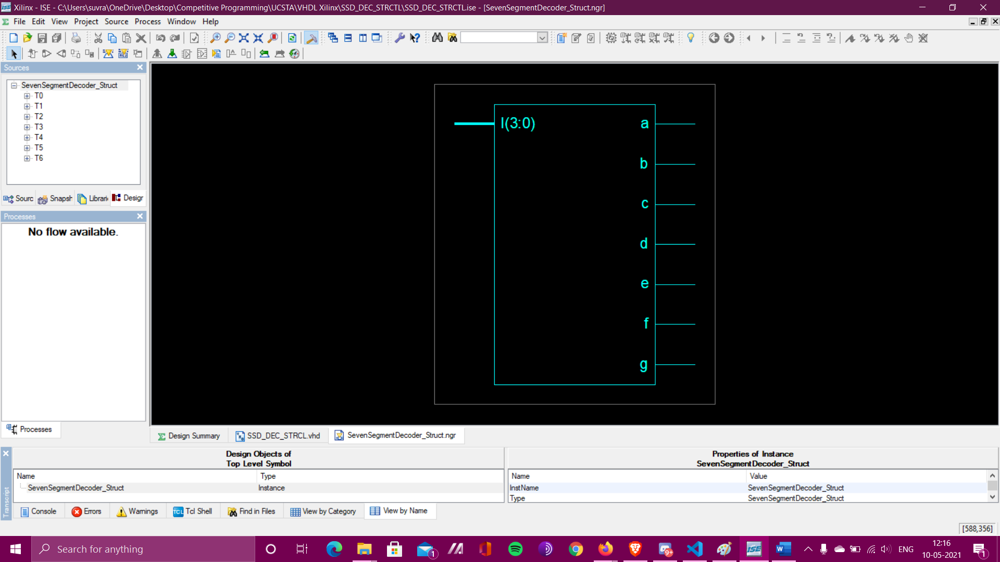 Xilinx - ISE - C:\Users\suvra\OneDrive\Desktop\Competitive Programming\UCSTA\VHDL Xilinx\SSD_DEC_STRCTL\SSD_DEC_STRCTL.ise - [SevenSegmentDecoder_Struct.ngr]
File Edit View Project Source Process Window Help
Sources
SevenSegmentDecoder_Struct
T0
T1
T2
T3
T4
T5
T6
Sourc Snapsh Librari Design
Processes
No flow available.
Processes
I(3:0)
a
b
c
d
e
f
g
Design Summary SSD_DEC_STRCL.vhd SevenSegmentDecoder_Struct.ngr
Transcript
Design Objects of
Top Level Symbol
Name Type
SevenSegmentDecoder_Struct Instance
Properties of Instance
SevenSegmentDecoder_Struct
Name Value
InstName SevenSegmentDecoder_Struct
Type SevenSegmentDecoder_Struct
Console Errors Warnings Tcl Shell Find in Files View by Category View by Name
[588,356]
Search for anything
1
9+
ISE
ENG
12:16
10-05-2021
1